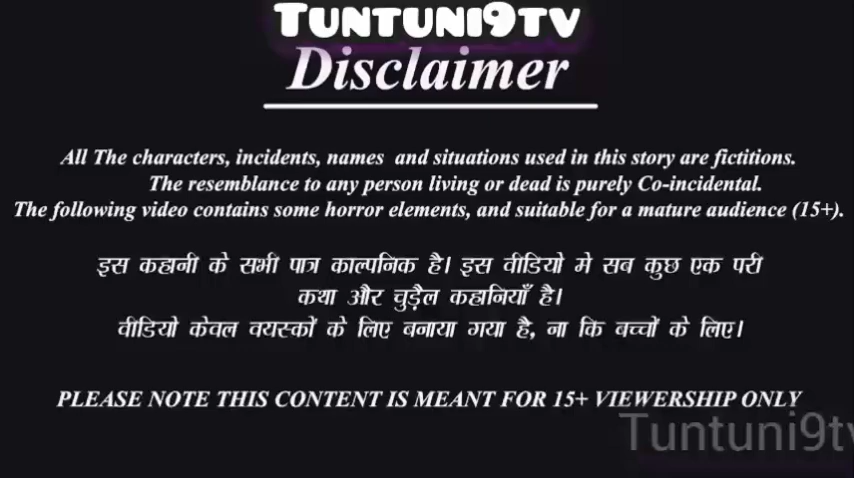 TUNTUNI9TV
Disclaimer
All The characters, incidents, names and situations used in this story are fictitions.
The resemblance to any person living or dead is purely Co-incidental.
The following video contains some horror elements, and suitable for a mature audience (15+).
इस कहानी के सभी पात्र काल्पनिक है। इस वीडियो मे सब कुछ एक परी
कथा और चुड़ैल कहानियाँ है।
वीडियो केवल वयस्कों के लिए बनाया गया है, ना कि बच्चों के लिए।
PLEASE NOTE THIS CONTENT IS MEANT FOR 15+ VIEWERSHIP ONLY
Tuntuni9tv